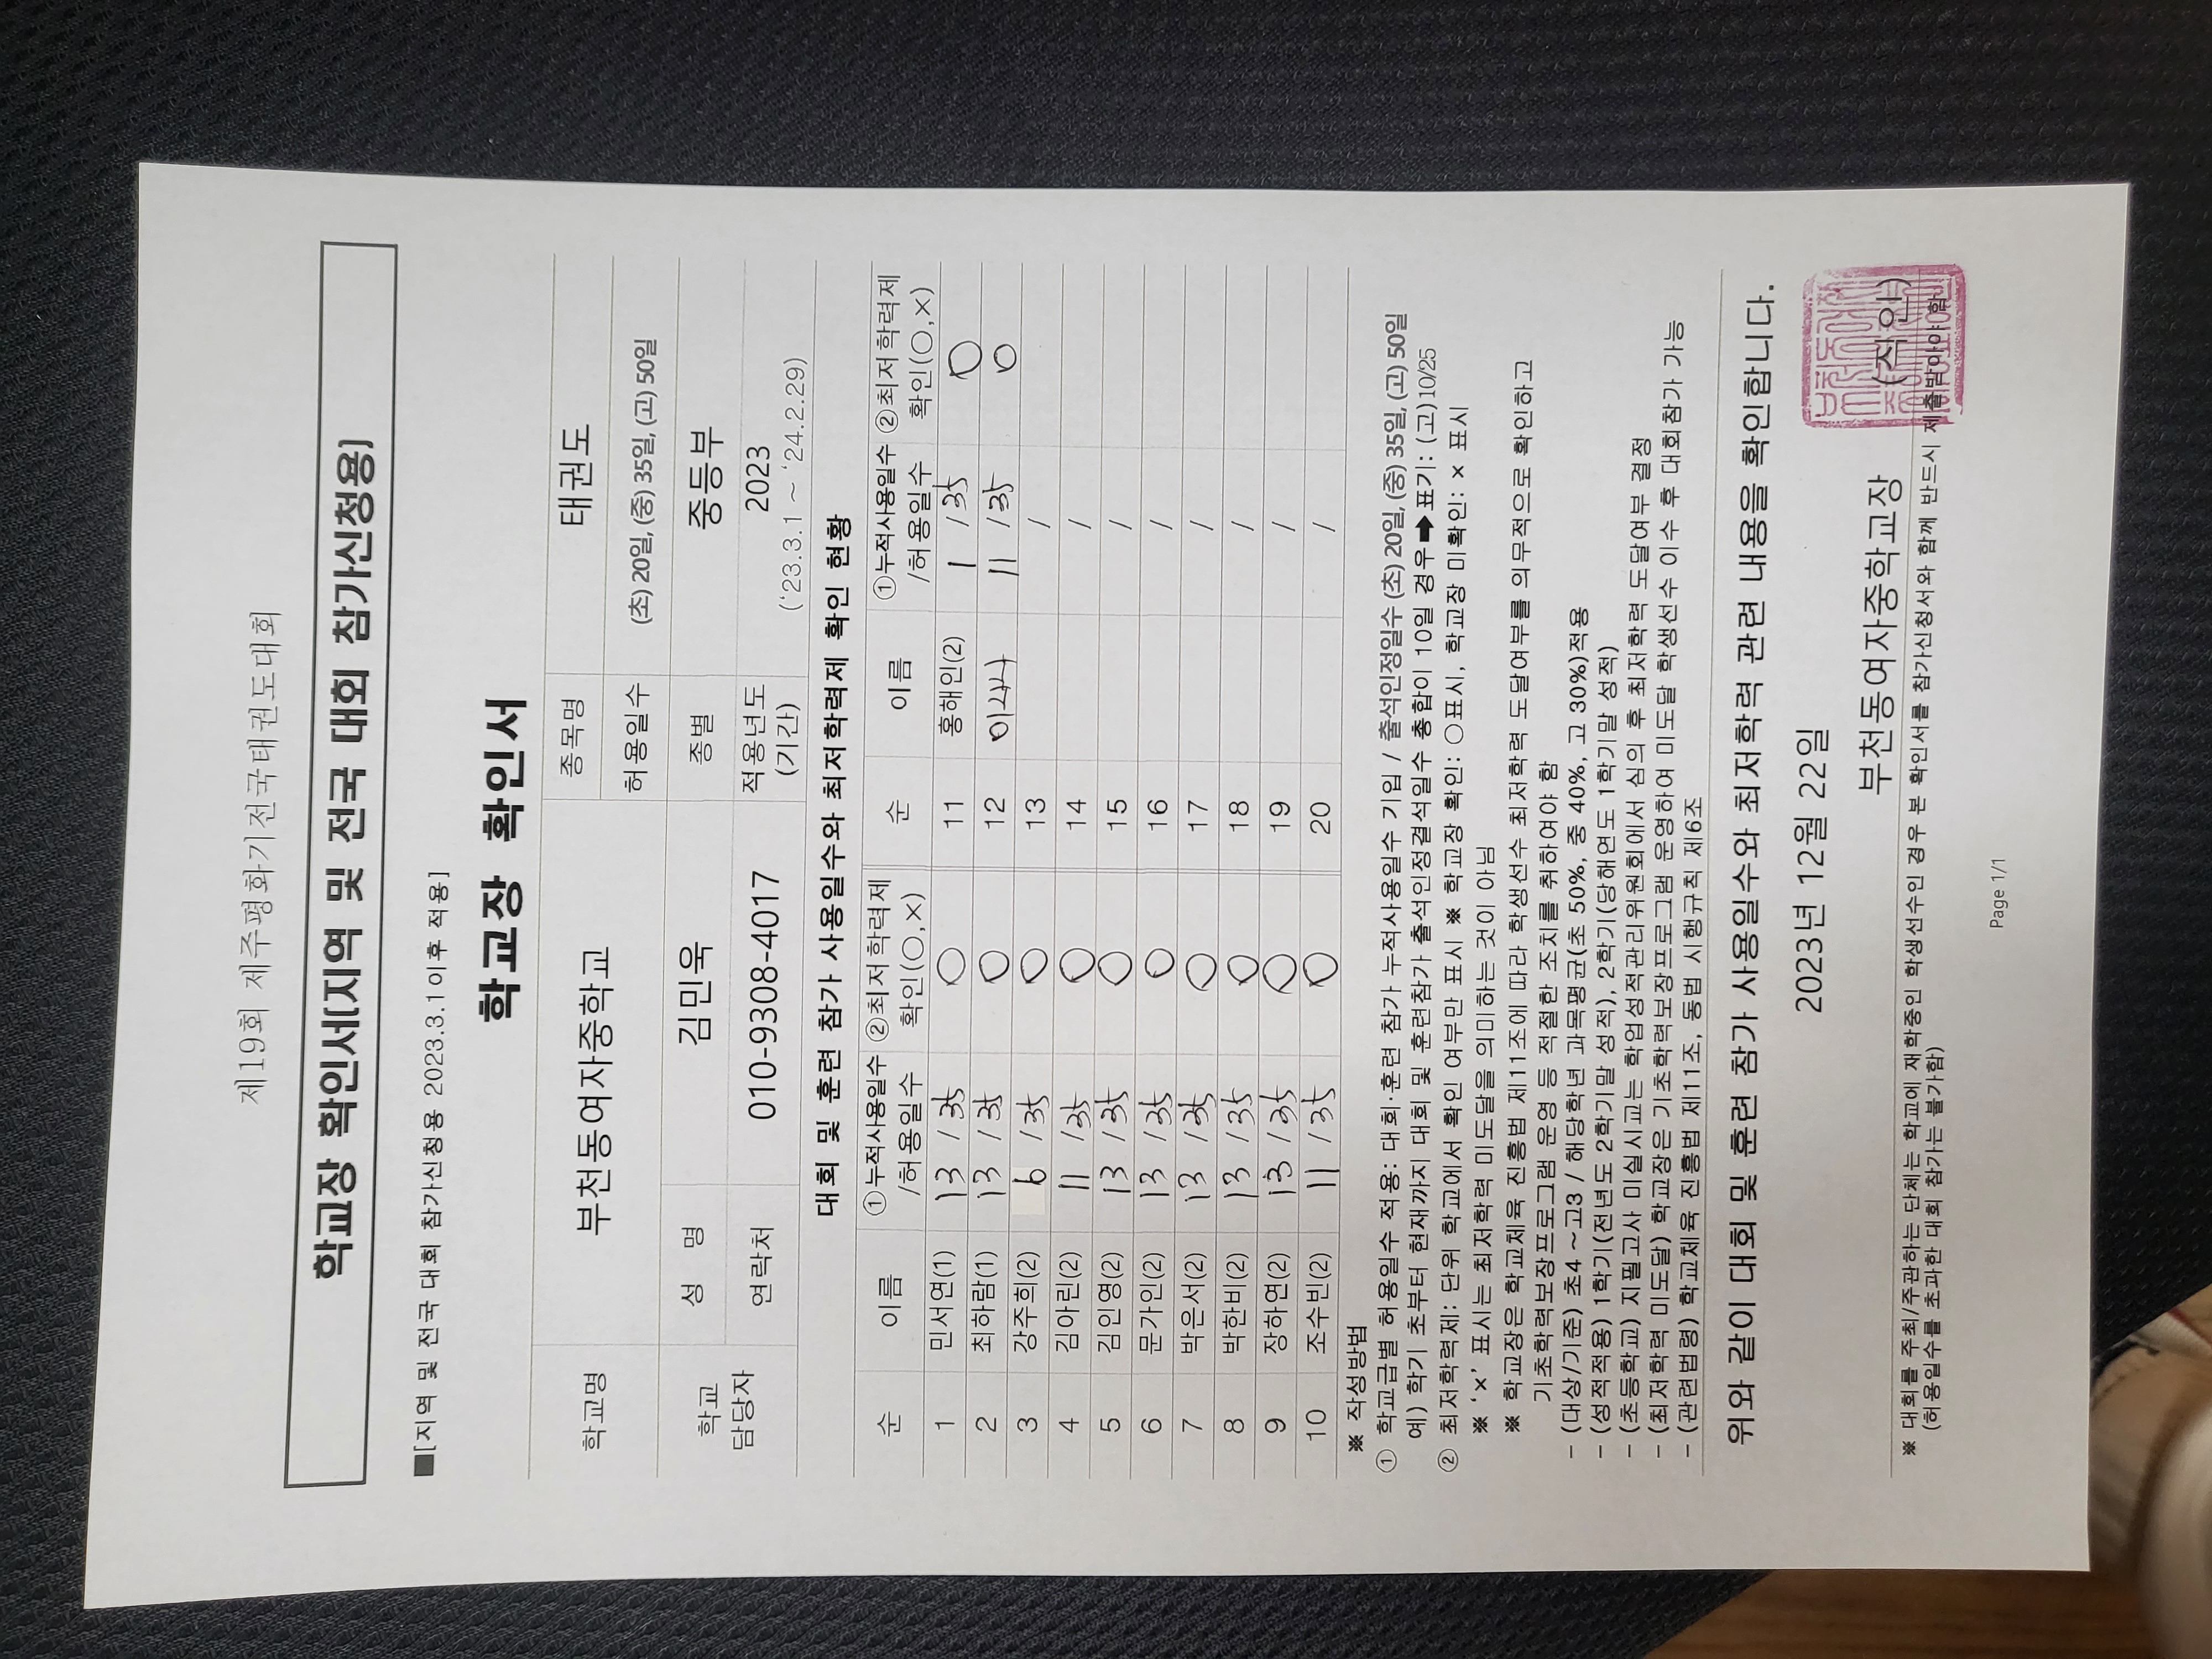 제19회 제주평화기전국태권도대회
학교장 확인서[지역 및 전국 대회 참가신청용]
■[지역 및 전국 대회 참가신청용 2023.3.1이후 적용]
학교장 확인서
학교명 부천동여자중학교 종목명 태권도
허용일수 (초) 20일, (중) 35일, (고) 50일
학교 담당자 성 명 김민욱 종별 중등부
연락처 010-9308-4017 적용년도 (기간) 2023 ('23.3.1 ~ '24.2.29)
대회 및 훈련 참가 사용일수와 최저학력제 확인 현황
순 이름 ①누적사용일수 /허용일수 ②최저학력제 확인(○,×) 순 이름 ①누적사용일수 /허용일수 ②최저학력제 확인(○,×)
1 민서연(1) 13 / 35 ○ 11 홍해인(2) 1 / 35 ○
2 최하람(1) 13 / 35 ○ 12 11 / 35 ○
3 강주희(2) 6 / 35 ○ 13 /
4 김아린(2) 11 / 35 ○ 14 /
5 김인영(2) 13 / 35 ○ 15 /
6 문가인(2) 13 / 35 ○ 16 /
7 박은서(2) 13 / 35 ○ 17 /
8 박한비(2) 13 / 35 ○ 18 /
9 장하연(2) 13 / 35 ○ 19 /
10 조수빈(2) 11 / 35 ○ 20 /
※ 작성방법
① 학교급별 허용일수 적용: 대회·훈련 참가 누적사용일수 기입 / 출석인정일수 (초) 20일, (중) 35일, (고) 50일
예) 학기 초부터 현재까지 대회 및 훈련참가 출석인정결석일수 총합이 10일 경우 ➡표기: (고)10/25
② 최저학력제: 단위 학교에서 확인 여부만 표시 ※ 학교장 확인: ○표시, 학교장 미확인: × 표시
※ '×' 표시는 최저학력 미도달을 의미하는 것이 아님
※ 학교장은 학교체육 진흥법 제11조에 따라 학생선수 최저학력 도달여부를 의무적으로 확인하고
기초학력보장프로그램 운영 등 적절한 조치를 취하여야 함
- (대상/기준) 초4 ~고3 / 해당학년 과목평균(초 50%, 중 40%, 고 30%)적용
- (성적적용) 1학기(전년도 2학기말 성적), 2학기(당해연도 1학기말 성적)
- (초등학교) 지필고사 미실시교는 학업성적관리위원회에서 심의 후 최저학력 도달여부 결정
- (최저학력 미도달) 학교장은 기초학력보장프로그램 운영하여 미도달 학생선수 이수 후 대회참가 가능
- (관련법령) 학교체육 진흥법 제11조, 동법 시행규칙 제6조
위와 같이 대회 및 훈련 참가 사용일수와 최저학력 관련 내용을 확인합니다.
2023년 12월 22일
부천동여자중학교장 (직인)
※ 대회를 주최/주관하는 단체는 학교에 재학중인 학생선수인 경우 본 확인서를 참가신청서와 함께 반드시 제출받아야 함
(허용일수를 초과한 대회 참가는 불가함)
Page 1/1